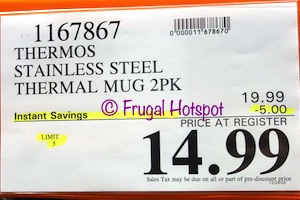 1167867
0000011678670
THERMOS
STAINLESS STEEL
THERMAL MUG 2PK
19.99
Instant Savings
-5.00
© Frugal Hotspot
PRICE AT REGISTER
LIMIT
5
14.99
Sales Tax may be due on all or part of pre-discount price